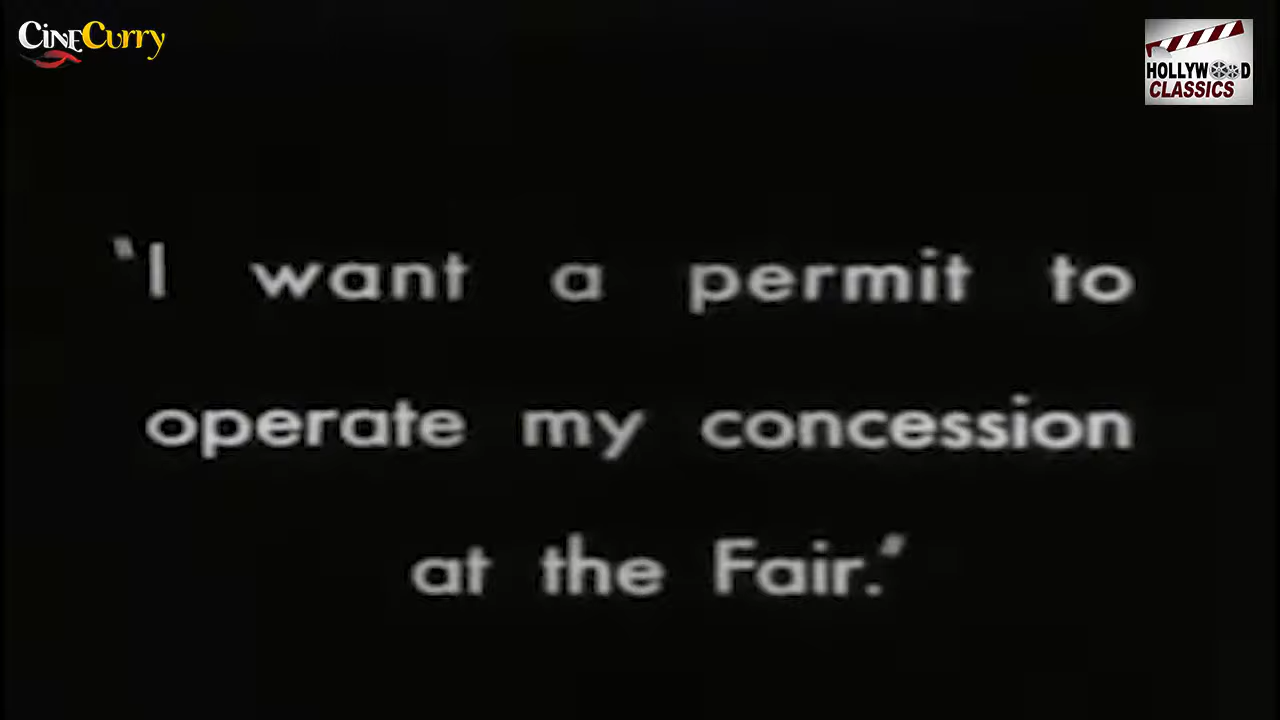 CineCurry
HOLLYWOOD
CLASSICS
"I want a permit to
operate my concession
at the Fair."